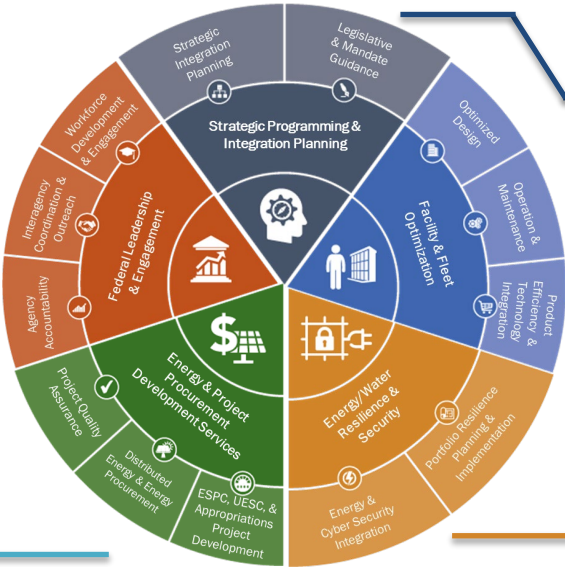 Strategic
Integration
Planning
Legislative
& Mandate
Guidance
Strategic Programming &
Integration Planning
Optimized
Design
Operation &
Maintenance
Product
Efficiency &
Technology
Integration
Facility & Fleet
Optimization
Portfolio Resilience
Planning &
Implementation
Energy &
Cyber Security
Integration
Energy/Water
Resilience &
Security
ESPC, UESC, &
Appropriations
Project
Development
Distributed
Energy & Energy
Procurement
Project Quality
Assurance
Energy & Project
Procurement
Development Services
Agency
Accountability
Interagency
Coordination &
Outreach
Workforce
Development
& Engagement
Federal Leadership
& Engagement